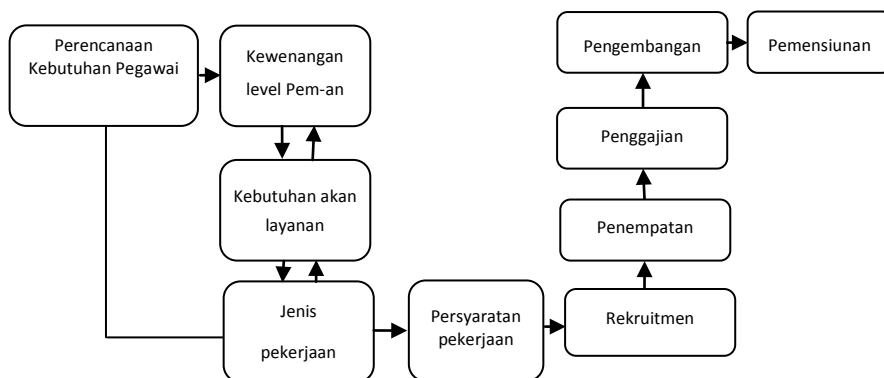 Perencanaan
Kebutuhan Pegawai
Kewenangan
level Pem-an
Kebutuhan akan
layanan
Jenis
pekerjaan
Persyaratan
pekerjaan
Rekruitmen
Penempatan
Penggajian
Pengembangan
Pemensiunan